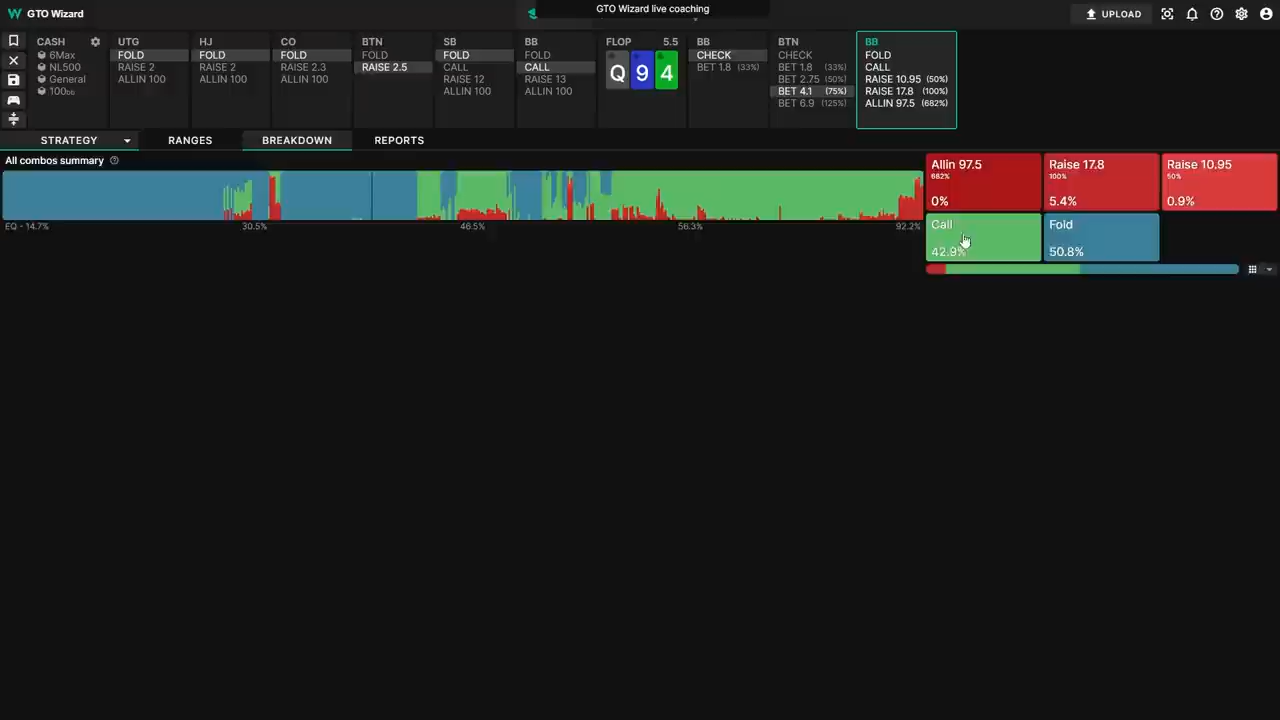 GTO Wizard live coaching
GTO Wizard
UPLOAD
CASH
6Max
NL500
General
100bb
UTG
FOLD
RAISE 2
ALLIN 100
HJ
FOLD
RAISE 2
ALLIN 100
CO
FOLD
RAISE 2.3
ALLIN 100
BTN
FOLD
RAISE 2.5
SB
FOLD
CALL
RAISE 12
ALLIN 100
BB
FOLD
CALL
RAISE 13
ALLIN 100
FLOP 5.5
Q 9 4
BB
CHECK
BET 1.8 (33%)
BTN
CHECK
BET 1.8 (33%)
BET 2.75 (50%)
BET 4.1 (75%)
BET 6.9 (125%)
BB
FOLD
CALL
RAISE 10.95 (50%)
RAISE 17.8 (100%)
ALLIN 97.5 (682%)
STRATEGY
RANGES
BREAKDOWN
REPORTS
All combos summary
EQ - 14.7% 30.5% 46.5% 56.3% 92.2%
Allin 97.5
682%
0%
Raise 17.8
100%
5.4%
Raise 10.95
50%
0.9%
Call
42.9%
Fold
50.8%